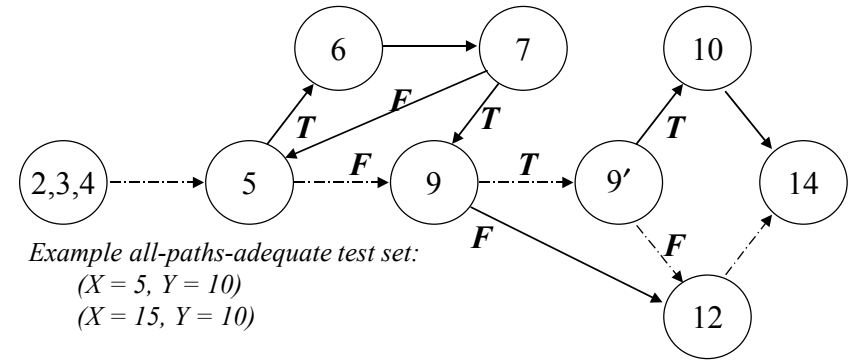 6
7
10
F
T
T
T
2,3,4
5
F
9
T
9′
14
F
F
Example all-paths-adequate test set:
(X = 5, Y = 10)
(X = 15, Y = 10)
12